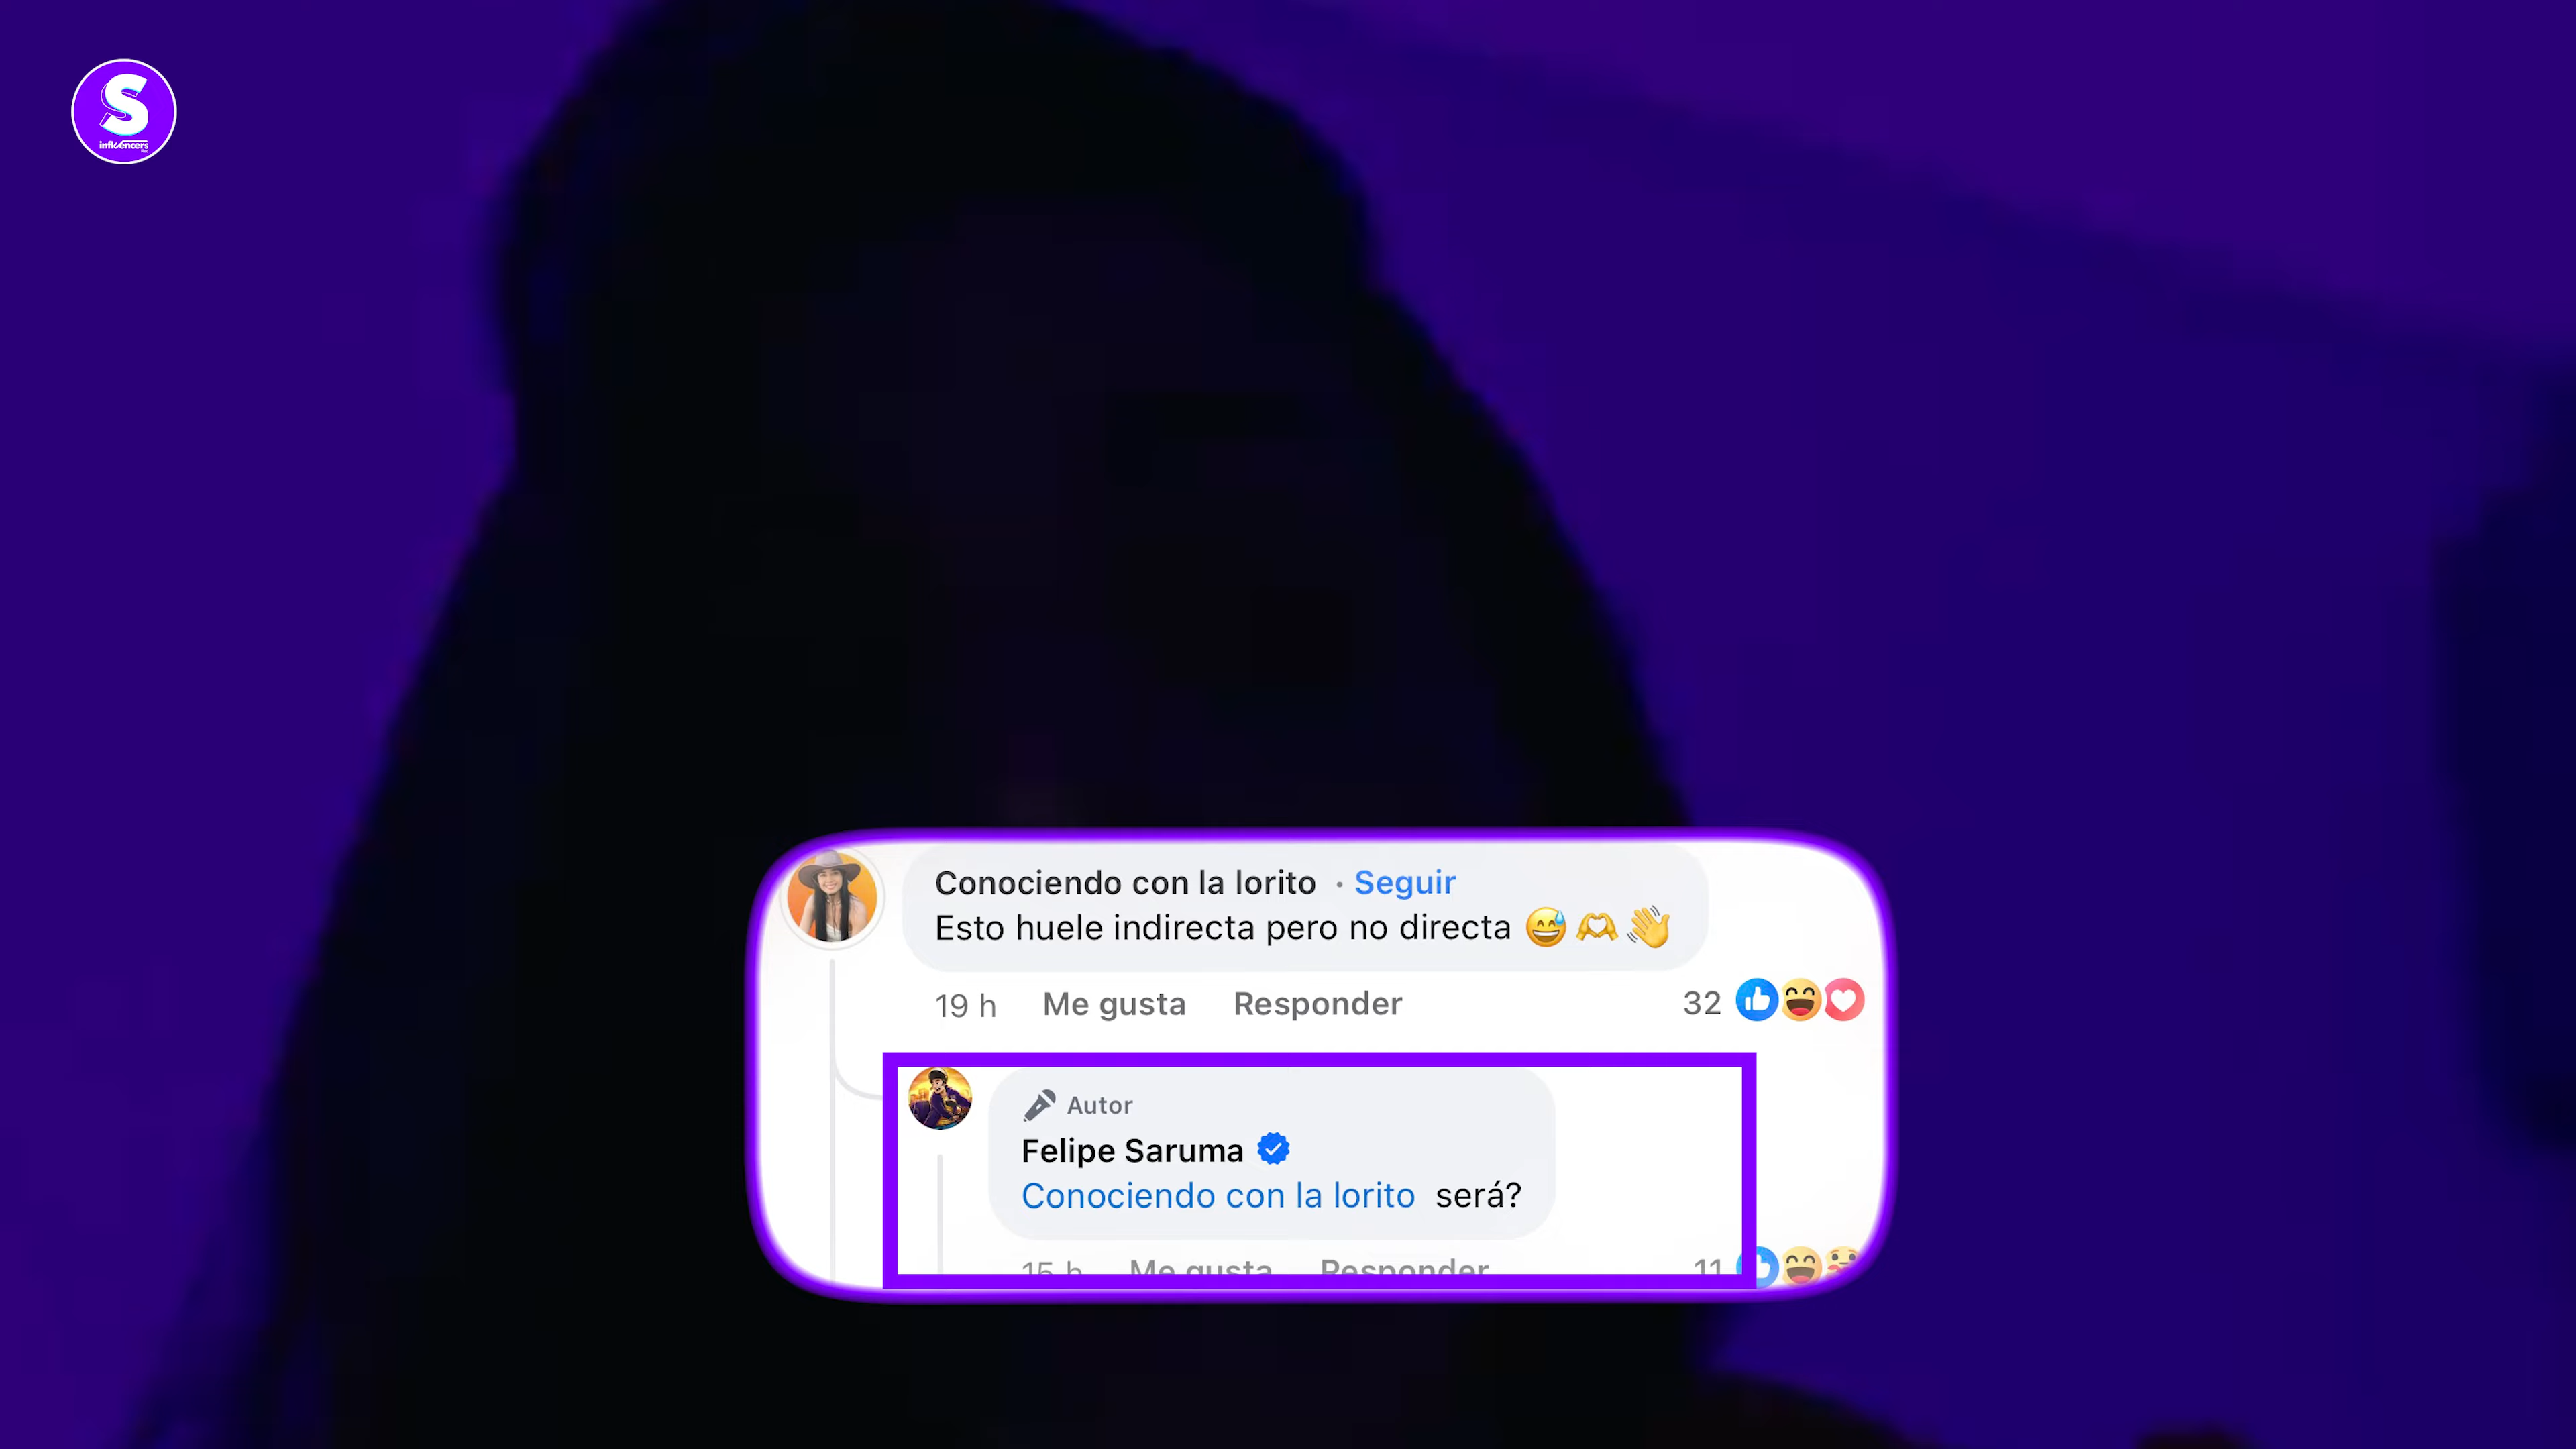 S
influencers
Conociendo con la lorito · Seguir
Esto huele indirecta pero no directa 😅 🫶 👋
19 h Me gusta Responder 32
Autor
Felipe Saruma
Conociendo con la lorito será?
15 h Me gusta Responder 11